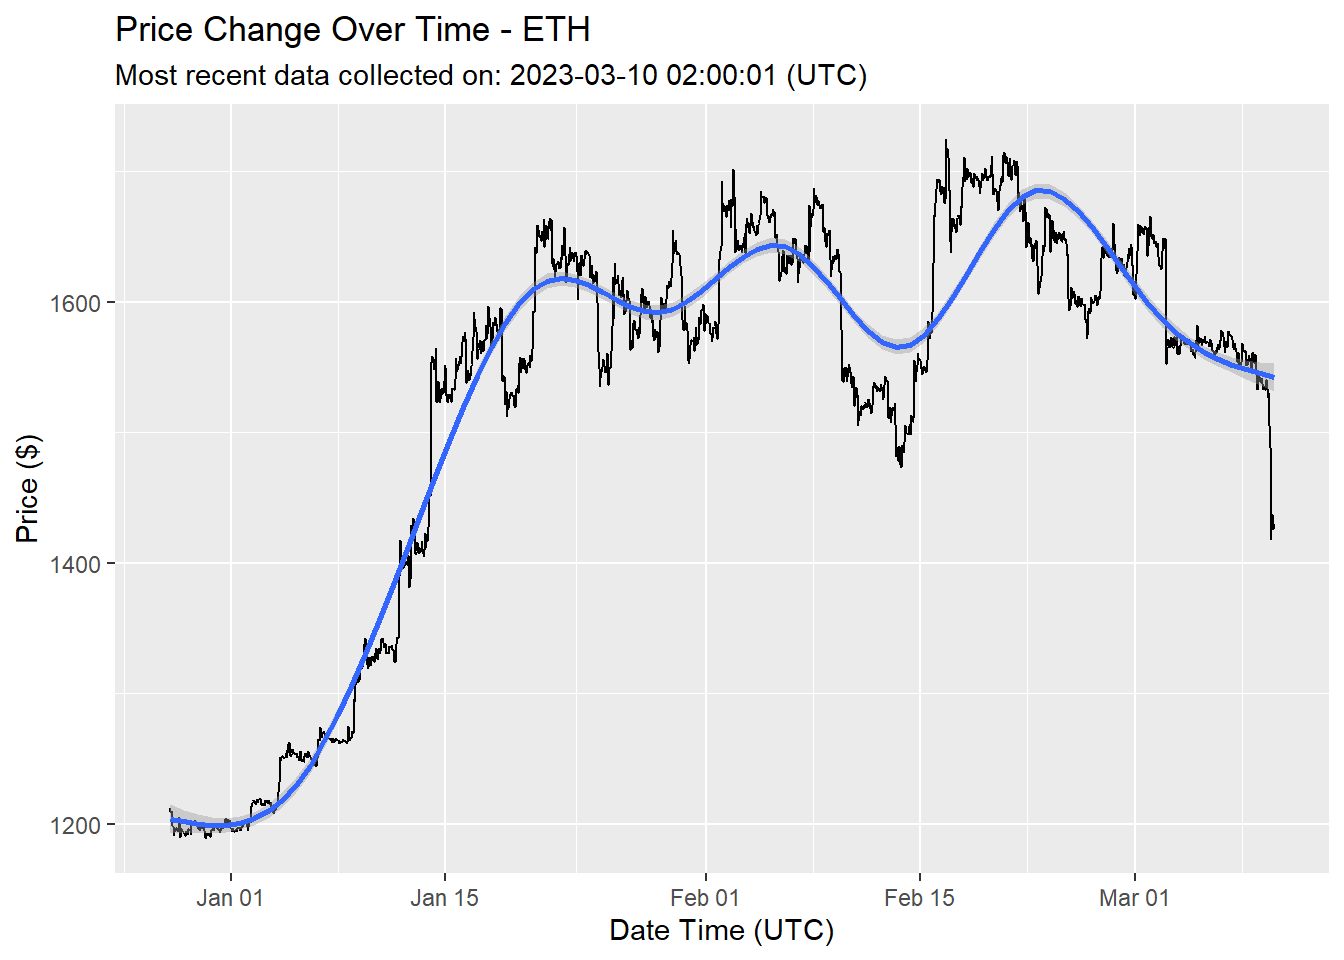 Price Change Over Time - ETH
Most recent data collected on: 2023-03-10 02:00:01 (UTC)
Price ($)
1600
1400
1200
Jan 01
Jan 15
Feb 01
Feb 15
Mar 01
Date Time (UTC)